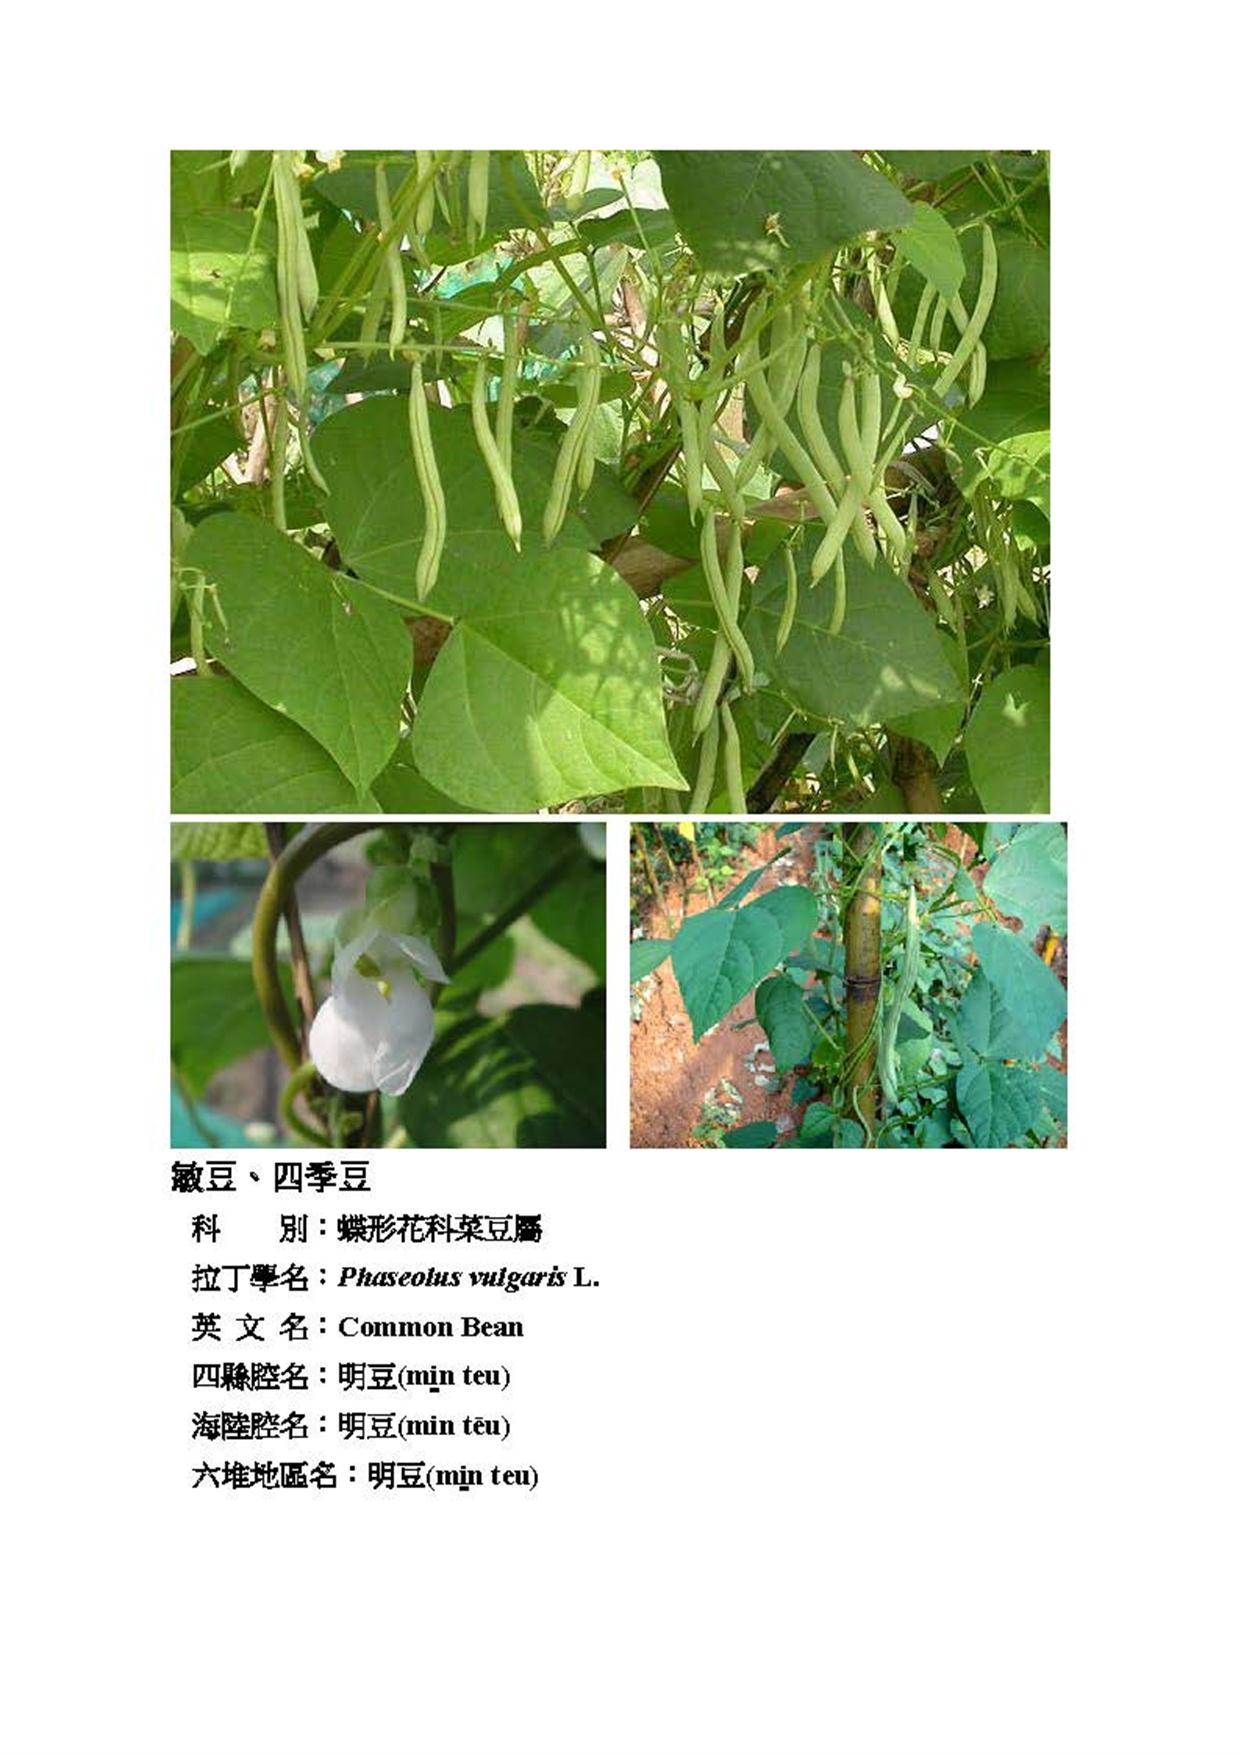 敏豆、四季豆
科　　別：蝶形花科菜豆屬
拉丁學名：Phaseolus vulgaris L.
英 文 名：Common Bean
四縣腔名：明豆(mi̱n teu)
海陸腔名：明豆(min tēu)
六堆地區名：明豆(mi̱n teu)